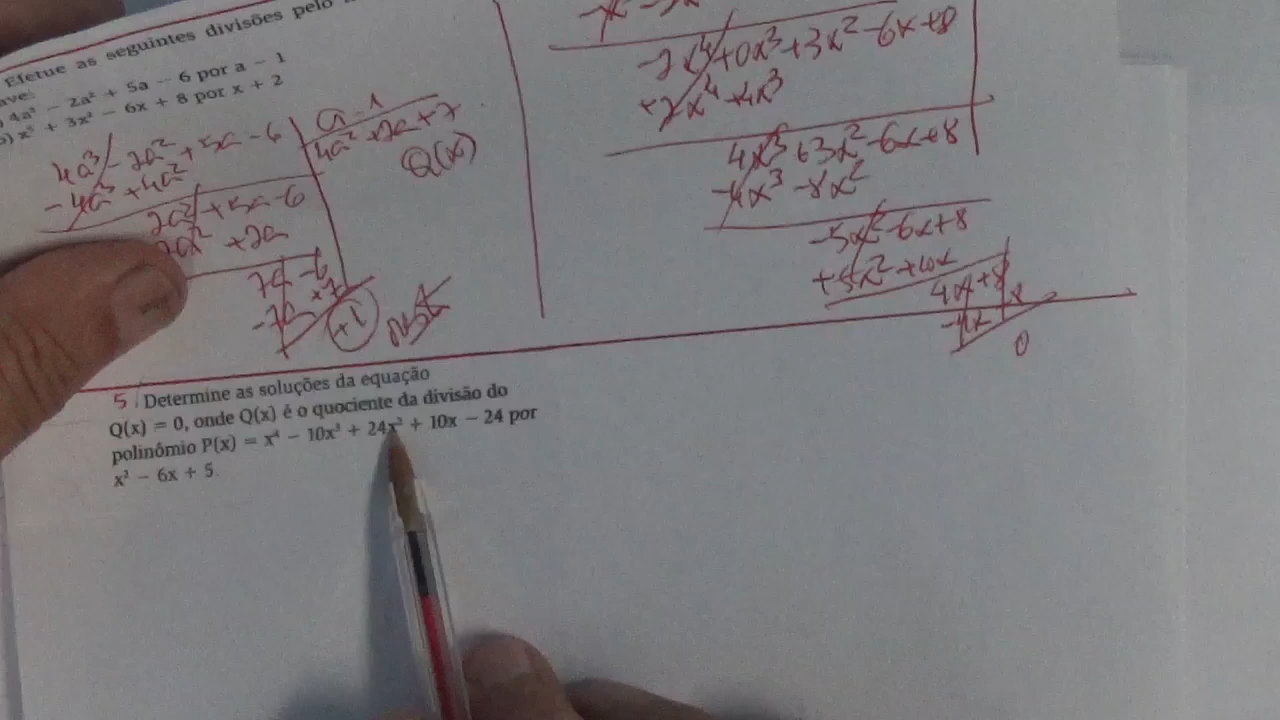 Efetue as seguintes divisões pelo
ave:
4a³ − 2a² + 5a − 6 por a − 1
b) x⁵ + 3x² − 6x + 8 por x + 2
4a³ − 2a² + 5a − 6
a − 1
− 4a³ + 4a²
4a² + 2a + 7
Q(x)
2a² + 5a − 6
+ 2a
7a − 6
− 7a + 7
+1
− 2x⁴ + 0x³ + 3x² − 6x + 8
+ 2x⁴ + 4x³
4x³ + 3x² − 6x + 8
− 4x³ − 8x²
− 5x² − 6x + 8
+ 5x² + 10x
4x + 8
− 4x
0
5. Determine as soluções da equação
Q(x) = 0, onde Q(x) é o quociente da divisão do
polinômio P(x) = x⁴ − 10x³ + 24x² + 10x − 24 por
x² − 6x + 5.